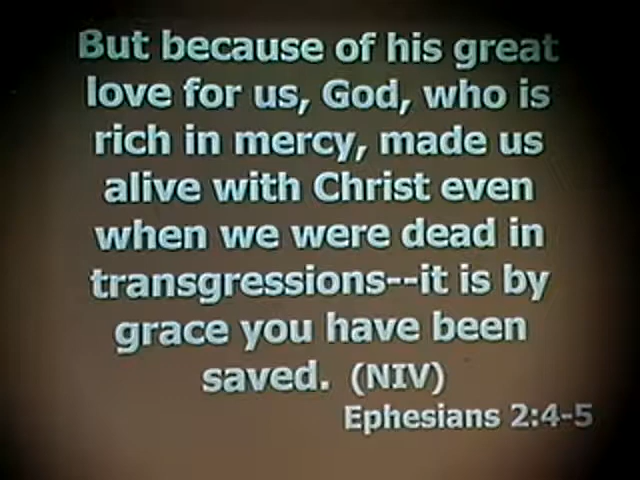 But because of his great
love for us, God, who is
rich in mercy, made us
alive with Christ even
when we were dead in
transgressions--it is by
grace you have been
saved. (NIV)
Ephesians 2:4-5